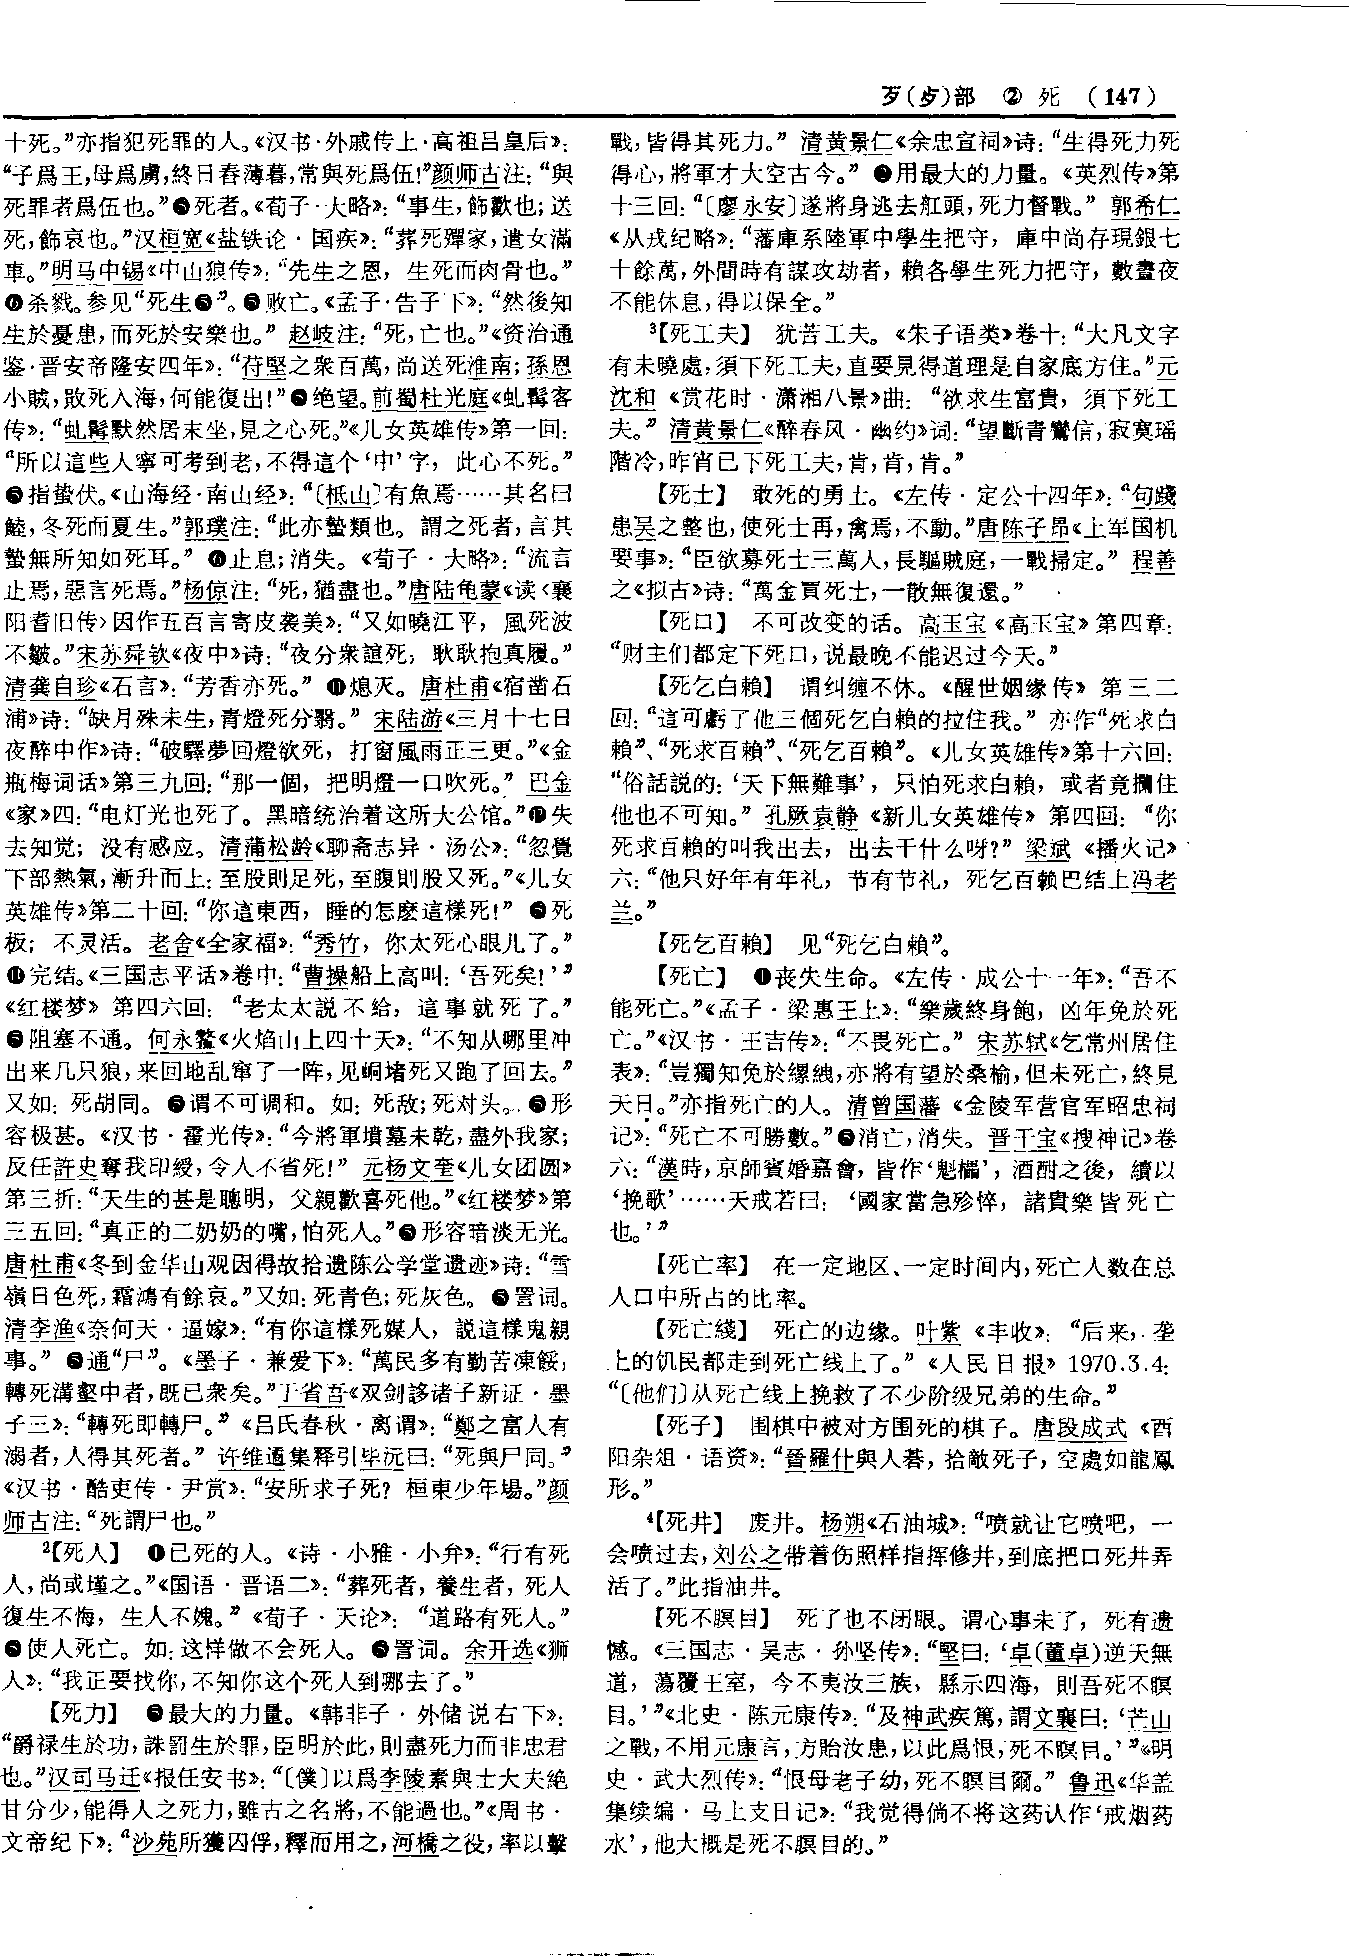 歹(歺)部 ② 死 (147)
十死。”亦指犯死罪的人。《汉书·外戚传上·高祖吕皇后》：
“子爲王，母爲虜，終日舂薄暮，常與死爲伍！”颜师古注：“與
死罪者爲伍也。”❺死者。《荀子·大略》：“事生，飾歡也；送
死，飾哀也。”汉桓宽《盐铁论·国疾》：“葬死殫家，遣女滿
車。”明马中锡《中山狼传》：“先生之恩，生死而肉骨也。”
❻杀戮。参见“死生❺”。❼败亡。《孟子·告子下》：“然後知
生於憂患，而死於安樂也。”赵岐注：“死，亡也。”《资治通
鉴·晋安帝隆安四年》：“苻堅之衆百萬，尚送死淮南；孫恩
小賊，敗死入海，何能復出！”❽绝望。前蜀杜光庭《虬髯客
传》：“虬髯默然居末坐，見之心死。”《儿女英雄传》第一回：
“所以這些人寧可考到老，不得這個‘中’字，此心不死。”
❾指蛰伏。《山海经·南山经》：“〔柢山〕有魚焉……其名曰
鯥，冬死而夏生。”郭璞注：“此亦蟄類也。謂之死者，言其
蟄無所知如死耳。”❿止息；消失。《荀子·大略》：“流言
止焉，惡言死焉。”杨倞注：“死，猶盡也。”唐陆龟蒙《读〈襄
阳耆旧传〉因作五百言寄皮袭美》：“又如曉江平，風死波
不皺。”宋苏舜钦《夜中》诗：“夜分衆誼死，耿耿抱真履。”
清龚自珍《石言》：“芳香亦死。”⓫熄灭。唐杜甫《宿凿石
浦》诗：“缺月殊未生，青燈死分翳。”宋陆游《三月十七日
夜醉中作》诗：“破驛夢回燈欲死，打窗風雨正三更。”《金
瓶梅词话》第三九回：“那一個，把明燈一口吹死。”巴金
《家》四：“电灯光也死了。黑暗统治着这所大公馆。”⓬失
去知觉；没有感应。清蒲松龄《聊斋志异·汤公》：“忽覺
下部熱氣，漸升而上：至股則足死，至腹則股又死。”《儿女
英雄传》第二十回：“你這東西，睡的怎麽這樣死！”⓭死
板；不灵活。老舍《全家福》：“秀竹，你太死心眼儿了。”
⓮完结。《三国志平话》卷中：“曹操船上高叫：‘吾死矣！’”
《红楼梦》第四六回：“老太太説不给，這事就死了。”
⓯阻塞不通。何永鳌《火焰山上四十天》：“不知从哪里冲
出来几只狼，来回地乱窜了一阵，见峒堵死又跑了回去。”
又如：死胡同。⓰谓不可调和。如：死敌；死对头。⓱形
容极甚。《汉书·霍光传》：“今將軍墳墓未乾，盡外我家；
反任許史奪我印綬，令人不省死！”元杨文奎《儿女团圆》
第三折：“天生的甚是聰明，父親歡喜死他。”《红楼梦》第
三五回：“真正的二奶奶的嘴，怕死人。”⓲形容暗淡无光。
唐杜甫《冬到金华山观因得故拾遗陈公学堂遗迹》诗：“雪
嶺日色死，霜鴻有餘哀。”又如：死青色；死灰色。⓳詈词。
清李渔《奈何天·逼嫁》：“有你這樣死媒人，説這樣鬼親
事。”⓴通“尸”。《墨子·兼爱下》：“萬民多有勤苦凍餒，
轉死溝壑中者，既已衆矣。”于省吾《双剑誃诸子新证·墨
子三》：“轉死即轉尸。”《吕氏春秋·离谓》：“鄭之富人有
溺者，人得其死者。”许维遹集释引毕沅曰：“死與尸同。”
《汉书·酷吏传·尹赏》：“安所求子死？桓東少年場。”颜
师古注：“死謂尸也。”
²【死人】 ❶已死的人。《诗·小雅·小弁》：“行有死
人，尚或墐之。”《国语·晋语二》：“葬死者，養生者，死人
復生不悔，生人不媿。”《荀子·天论》：“道路有死人。”
❷使人死亡。如：这样做不会死人。❸詈词。余开选《狮
人》：“我正要找你，不知你这个死人到哪去了。”
【死力】 ❶最大的力量。《韩非子·外储说右下》：
“爵禄生於功，誅罰生於罪，臣明於此，則盡死力而非忠君
也。”汉司马迁《报任安书》：“〔僕〕以爲李陵素與士大夫絶
甘分少，能得人之死力，雖古之名將，不能過也。”《周书·
文帝纪下》：“沙苑所獲囚俘，釋而用之，河橋之役，率以擊
戰，皆得其死力。”清黄景仁《余忠宣祠》诗：“生得死力死
得心，將軍才大空古今。”❷用最大的力量。《英烈传》第
十三回：“〔廖永安〕遂將身逃去舡頭，死力督戰。”郭希仁
《从戎纪略》：“藩庫系陸軍中學生把守，庫中尚存現銀七
十餘萬，外間時有謀攻劫者，賴各學生死力把守，數晝夜
不能休息，得以保全。”
³【死工夫】 犹苦工夫。《朱子语类》卷十：“大凡文字
有未曉處，須下死工夫，直要見得道理是自家底方住。”元
沈和《赏花时·潇湘八景》曲：“欲求生富貴，須下死工
夫。”清黄景仁《醉春风·幽约》词：“望斷青鸞信，寂寞瑶
階冷，昨宵已下死工夫，肯，肯，肯。”
【死士】 敢死的勇士。《左传·定公十四年》：“句踐
患吴之整也，使死士再，禽焉，不動。”唐陈子昂《上军国机
要事》：“臣欲募死士三萬人，長驅賊庭，一戰掃定。”程善
之《拟古》诗：“萬金買死士，一散無復還。”
【死口】 不可改变的话。高玉宝《高玉宝》第四章：
“财主们都定下死口，说最晚不能迟过今天。”
【死乞白賴】 谓纠缠不休。《醒世姻缘传》第三二
回：“這可虧了他三個死乞白賴的拉住我。”亦作“死求白
賴”、“死求百賴”、“死乞百賴”。《儿女英雄传》第十六回：
“俗話説的：‘天下無難事’，只怕死求白賴，或者竟攔住
他也不可知。”孔厥袁静《新儿女英雄传》第四回：“你
死求百赖的叫我出去，出去干什么呀？”梁斌《播火记》
六：“他只好年有年礼，节有节礼，死乞百赖巴结上冯老
兰。”
【死乞百賴】 见“死乞白賴”。
【死亡】 ❶丧失生命。《左传·成公十一年》：“吾不
能死亡。”《孟子·梁惠王上》：“樂歲終身飽，凶年免於死
亡。”《汉书·王吉传》：“不畏死亡。”宋苏轼《乞常州居住
表》：“豈獨知免於縲紲，亦將有望於桑榆，但未死亡，終見
天日。”亦指死亡的人。清曾国藩《金陵军营官军昭忠祠
记》：“死亡不可勝數。”❷消亡，消失。晋干宝《搜神记》卷
六：“漢時，京師賓婚嘉會，皆作‘魁櫑’，酒酣之後，續以
‘挽歌’……天戒若曰：‘國家當急殄悴，諸貴樂皆死亡
也。’”
【死亡率】 在一定地区、一定时间内，死亡人数在总
人口中所占的比率。
【死亡綫】 死亡的边缘。叶紫《丰收》：“后来，垄
上的饥民都走到死亡线上了。”《人民日报》1970.3.4：
“〔他们〕从死亡线上挽救了不少阶级兄弟的生命。”
【死子】 围棋中被对方围死的棋子。唐段成式《酉
阳杂俎·语资》：“晉羅什與人棊，拾敵死子，空處如龍鳳
形。”
⁴【死井】 废井。杨朔《石油城》：“喷就让它喷吧，一
会喷过去，刘公之带着伤照样指挥修井，到底把口死井弄
活了。”此指油井。
【死不瞑目】 死了也不闭眼。谓心事未了，死有遗
憾。《三国志·吴志·孙坚传》：“堅曰：‘卓（董卓）逆天無
道，蕩覆王室，今不夷汝三族，縣示四海，則吾死不瞑
目。’”《北史·陈元康传》：“及神武疾篤，謂文襄曰：‘芒山
之戰，不用元康言，方貽汝患，以此爲恨，死不瞑目。’”《明
史·武大烈传》：“恨母老子幼，死不瞑目爾。”鲁迅《华盖
集续编·马上支日记》：“我觉得倘不将这药认作‘戒烟药
水’，他大概是死不瞑目的。”